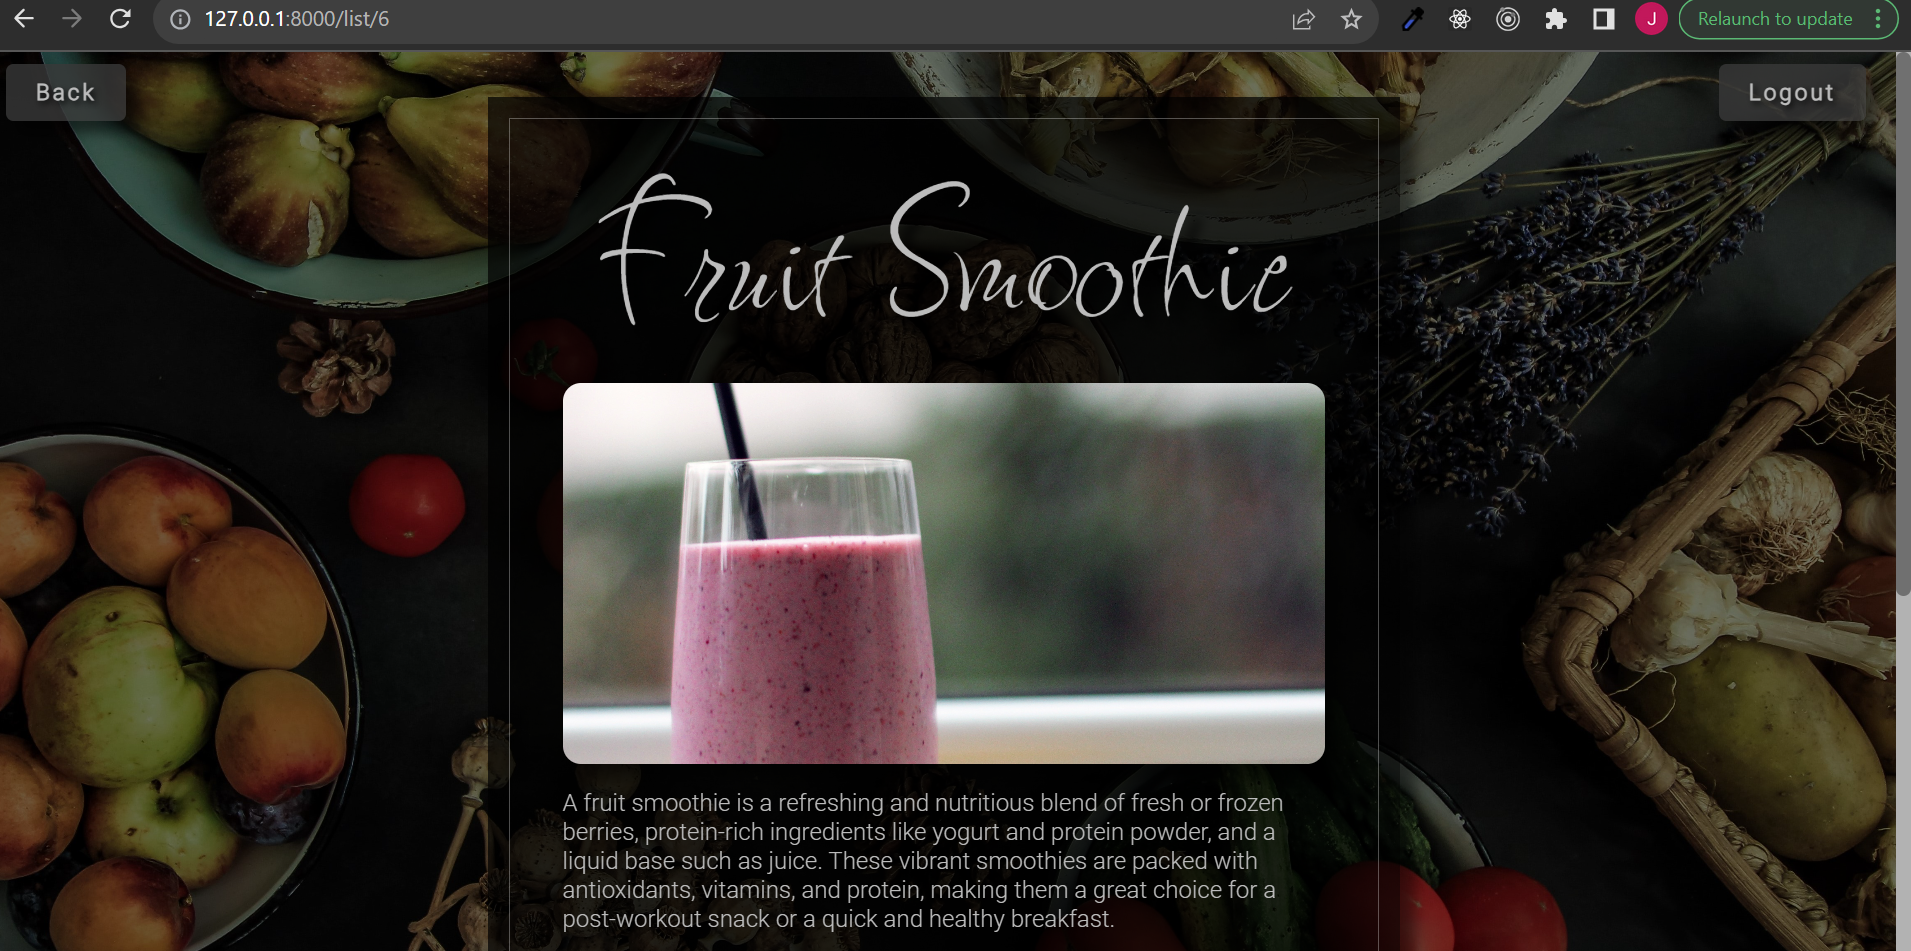 127.0.0.1:8000/list/6
J
Relaunch to update
Back
Logout
Fruit Smoothie
A fruit smoothie is a refreshing and nutritious blend of fresh or frozen
berries, protein-rich ingredients like yogurt and protein powder, and a
liquid base such as juice. These vibrant smoothies are packed with
antioxidants, vitamins, and protein, making them a great choice for a
post-workout snack or a quick and healthy breakfast.